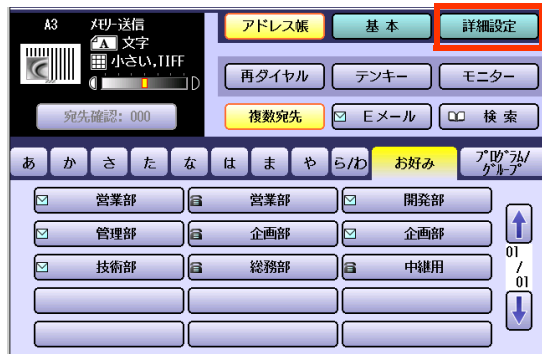 A3 ﾒﾓﾘｰ送信
A 文字
小さい,TIFF
D
宛先確認: 000
アドレス帳 基本 詳細設定
再ダイヤル テンキー モニター
複数宛先 Eメール 検索
あ か さ た な は ま や ら/わ お好み ﾌﾟﾛｸﾞﾗﾑ/
ｸﾞﾙｰﾌﾟ
営業部 営業部 開発部
管理部 企画部 企画部
技術部 総務部 中継用
01
/
01